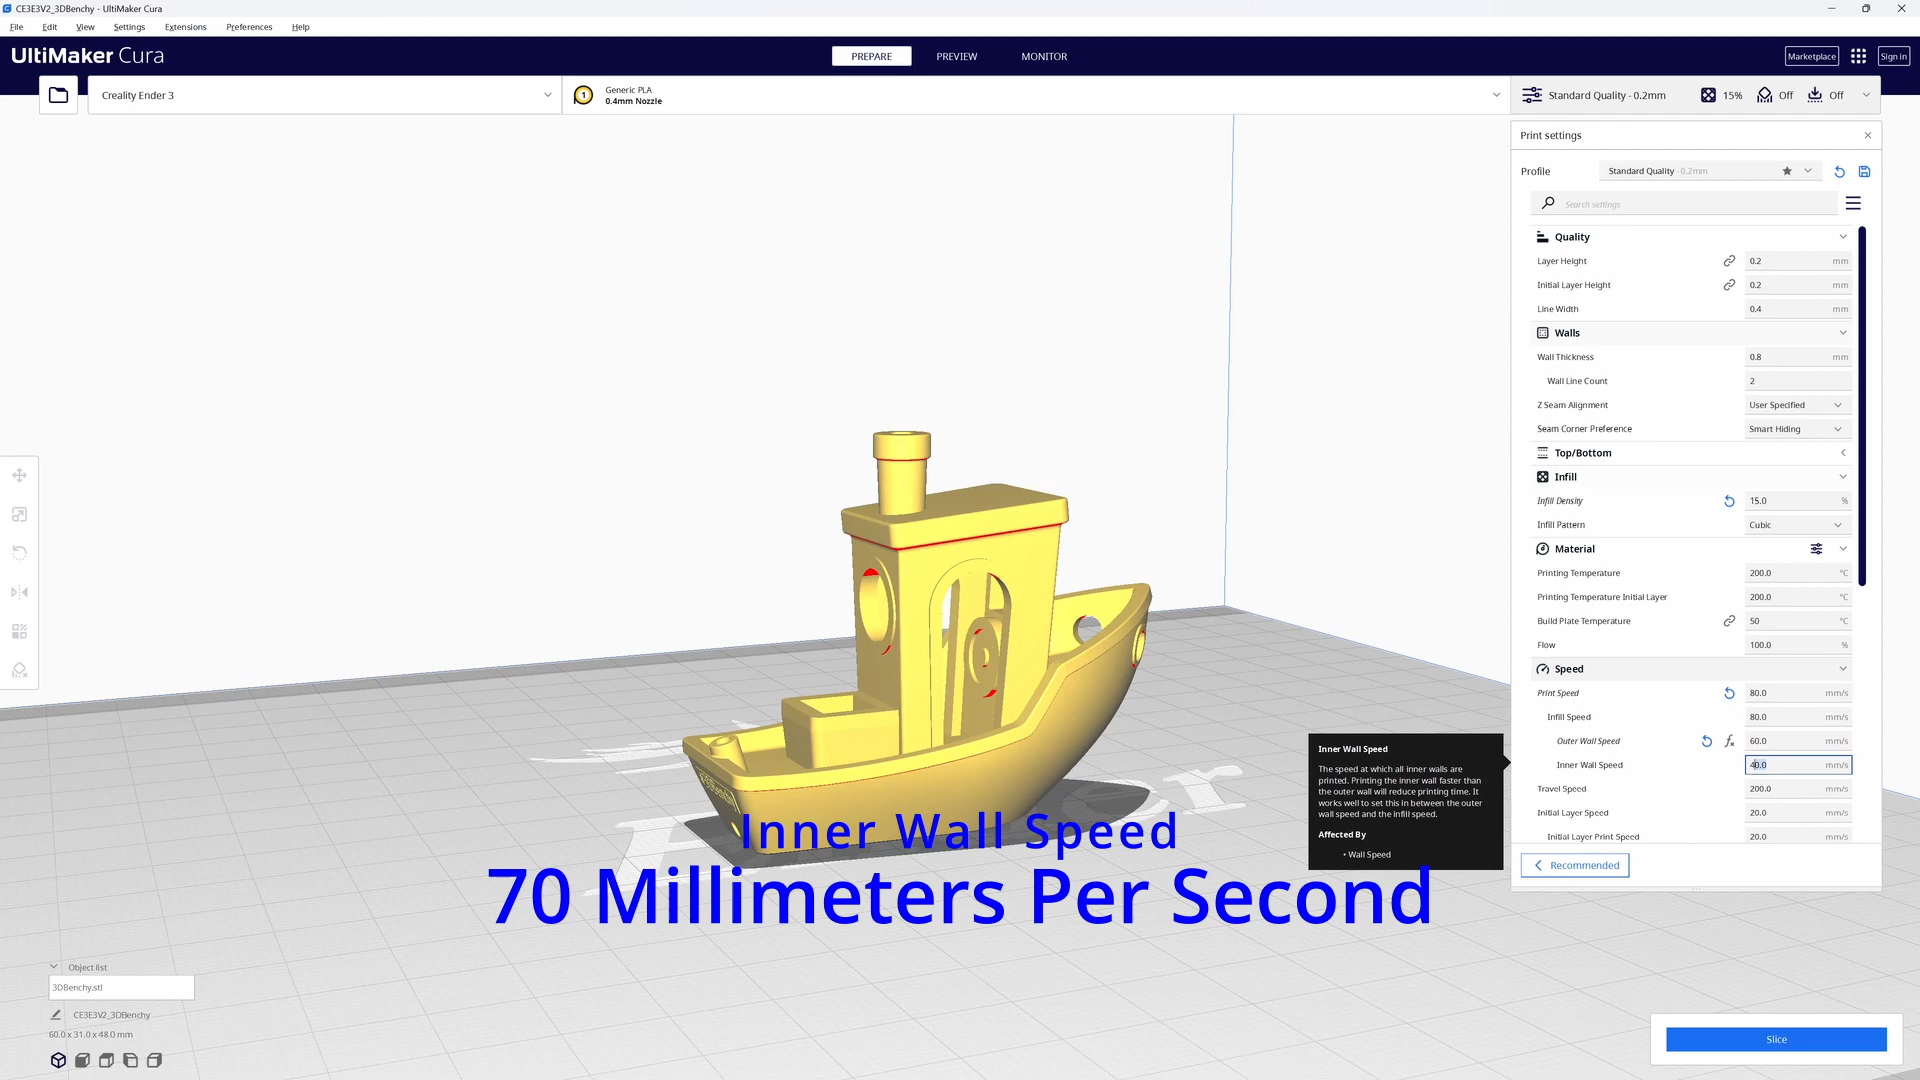 CE3E3V2_3DBenchy - UltiMaker Cura
File Edit View Settings Extensions Preferences Help
UltiMaker Cura
PREPARE PREVIEW MONITOR
Marketplace Sign in
Creality Ender 3
1
Generic PLA
0.4mm Nozzle
Standard Quality - 0.2mm 15% Off Off
Print settings
Profile Standard Quality - 0.2mm
Search settings
Quality
Layer Height 0.2 mm
Initial Layer Height 0.2 mm
Line Width 0.4 mm
Walls
Wall Thickness 0.8 mm
Wall Line Count 2
Z Seam Alignment User Specified
Seam Corner Preference Smart Hiding
Top/Bottom
Infill
Infill Density 15.0 %
Infill Pattern Cubic
Material
Printing Temperature 200.0 °C
Printing Temperature Initial Layer 200.0 °C
Build Plate Temperature 50 °C
Flow 100.0 %
Speed
Print Speed 80.0 mm/s
Infill Speed 80.0 mm/s
Outer Wall Speed fx 60.0 mm/s
Inner Wall Speed 40.0 mm/s
Travel Speed 200.0 mm/s
Initial Layer Speed 20.0 mm/s
Initial Layer Print Speed 20.0 mm/s
Recommended
Inner Wall Speed
The speed at which all inner walls are
printed. Printing the inner wall faster than
the outer wall will reduce printing time. It
works well to set this in between the outer
wall speed and the infill speed.
Affected By
• Wall Speed
Inner Wall Speed
70 Millimeters Per Second
Object list
3DBenchy.stl
CE3E3V2_3DBenchy
60.0 x 31.0 x 48.0 mm
Slice